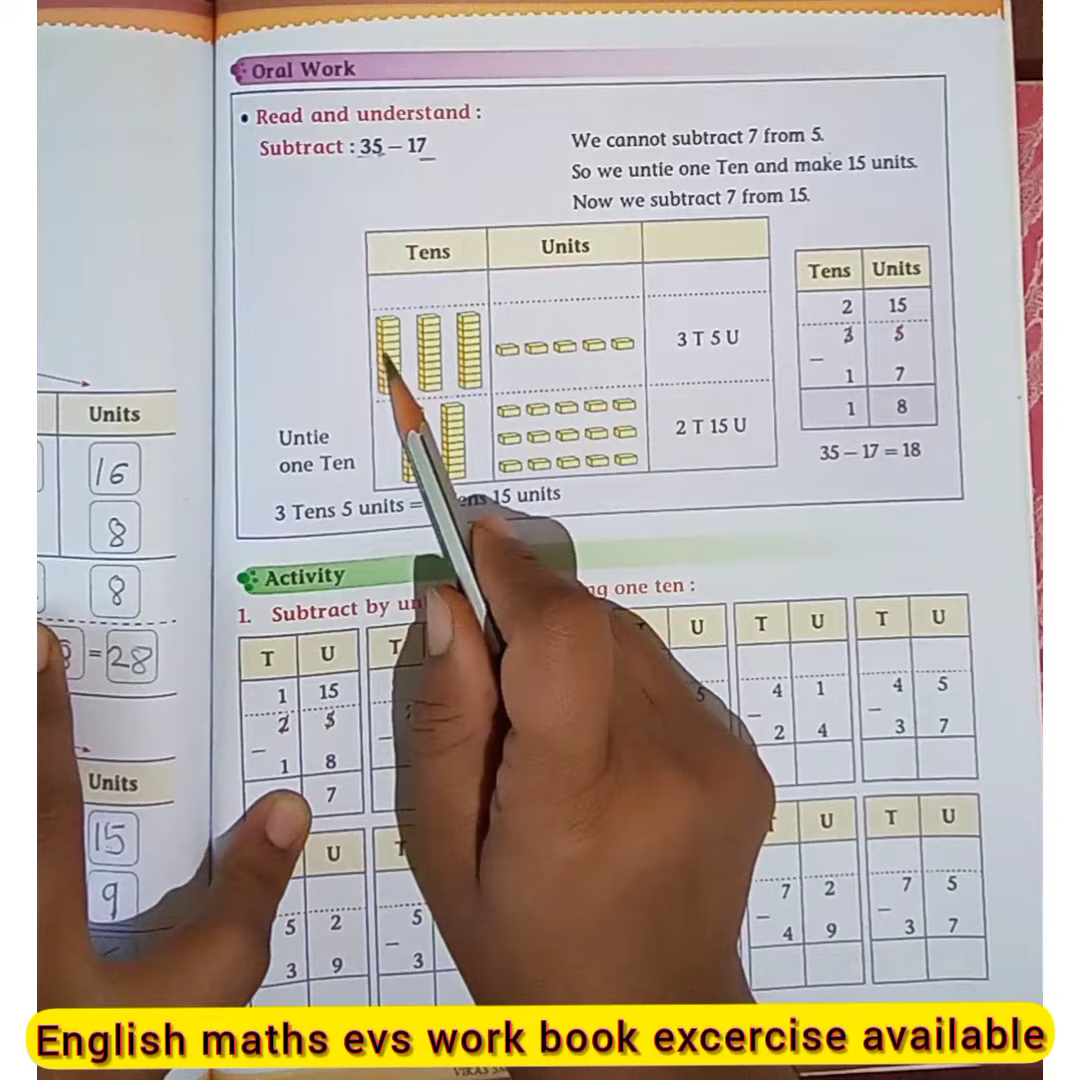 Oral Work
• Read and understand :
Subtract : 35 – 17
We cannot subtract 7 from 5.
So we untie one Ten and make 15 units.
Now we subtract 7 from 15.
Tens Units
3 T 5 U
Untie
one Ten
2 T 15 U
3 Tens 5 units = 15 units
Tens Units
2 15
3 5
– 1 7
1 8
35 – 17 = 18
Units
16
8
8
= 28
Units
15
9
Activity
1. Subtract by one ten :
T U
1 15
2 5
– 1 8
7
T
–
U
5
T U
4 1
– 2 4
T U
4 5
– 3 7
U
5 2
3 9
T
5
– 3
U
7 2
– 4 9
T U
7 5
– 3 7
English maths evs work book excercise available